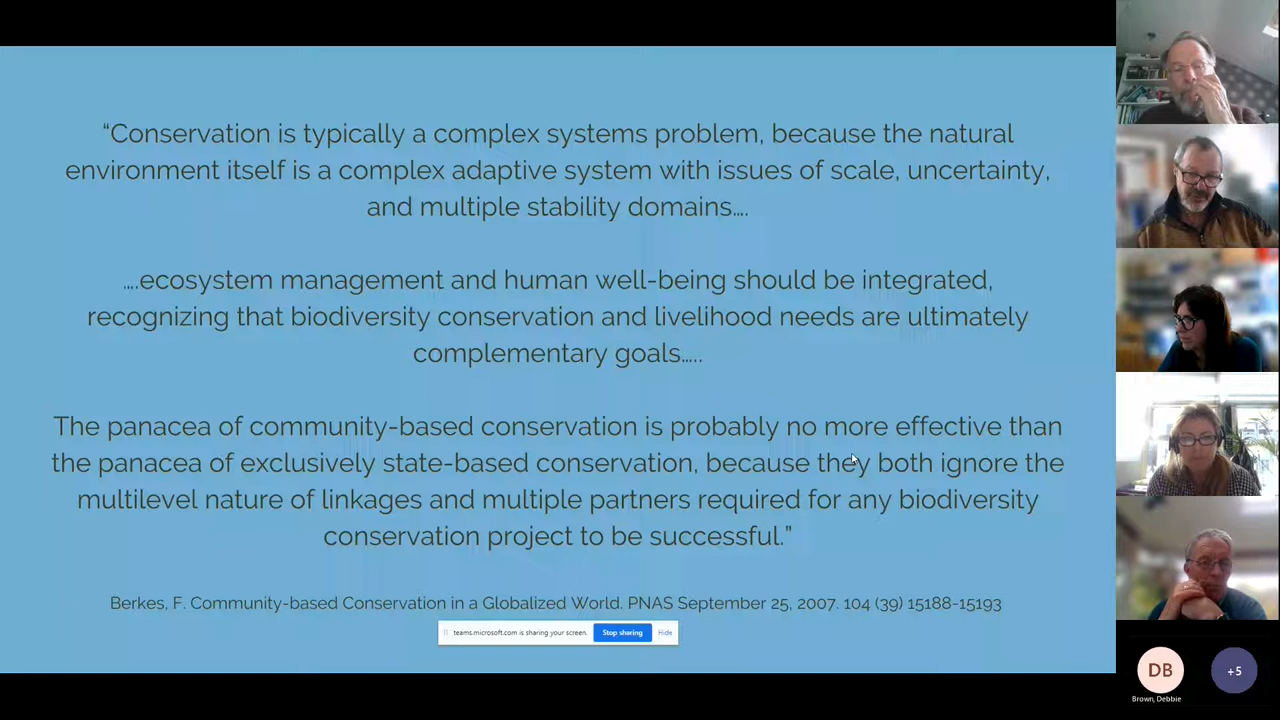 “Conservation is typically a complex systems problem, because the natural
environment itself is a complex adaptive system with issues of scale, uncertainty,
and multiple stability domains….
….ecosystem management and human well-being should be integrated,
recognizing that biodiversity conservation and livelihood needs are ultimately
complementary goals…..
The panacea of community-based conservation is probably no more effective than
the panacea of exclusively state-based conservation, because they both ignore the
multilevel nature of linkages and multiple partners required for any biodiversity
conservation project to be successful.”
Berkes, F. Community-based Conservation in a Globalized World. PNAS September 25, 2007. 104 (39) 15188-15193
teams.microsoft.com is sharing your screen. Stop sharing Hide
DB +5
Brown, Debbie